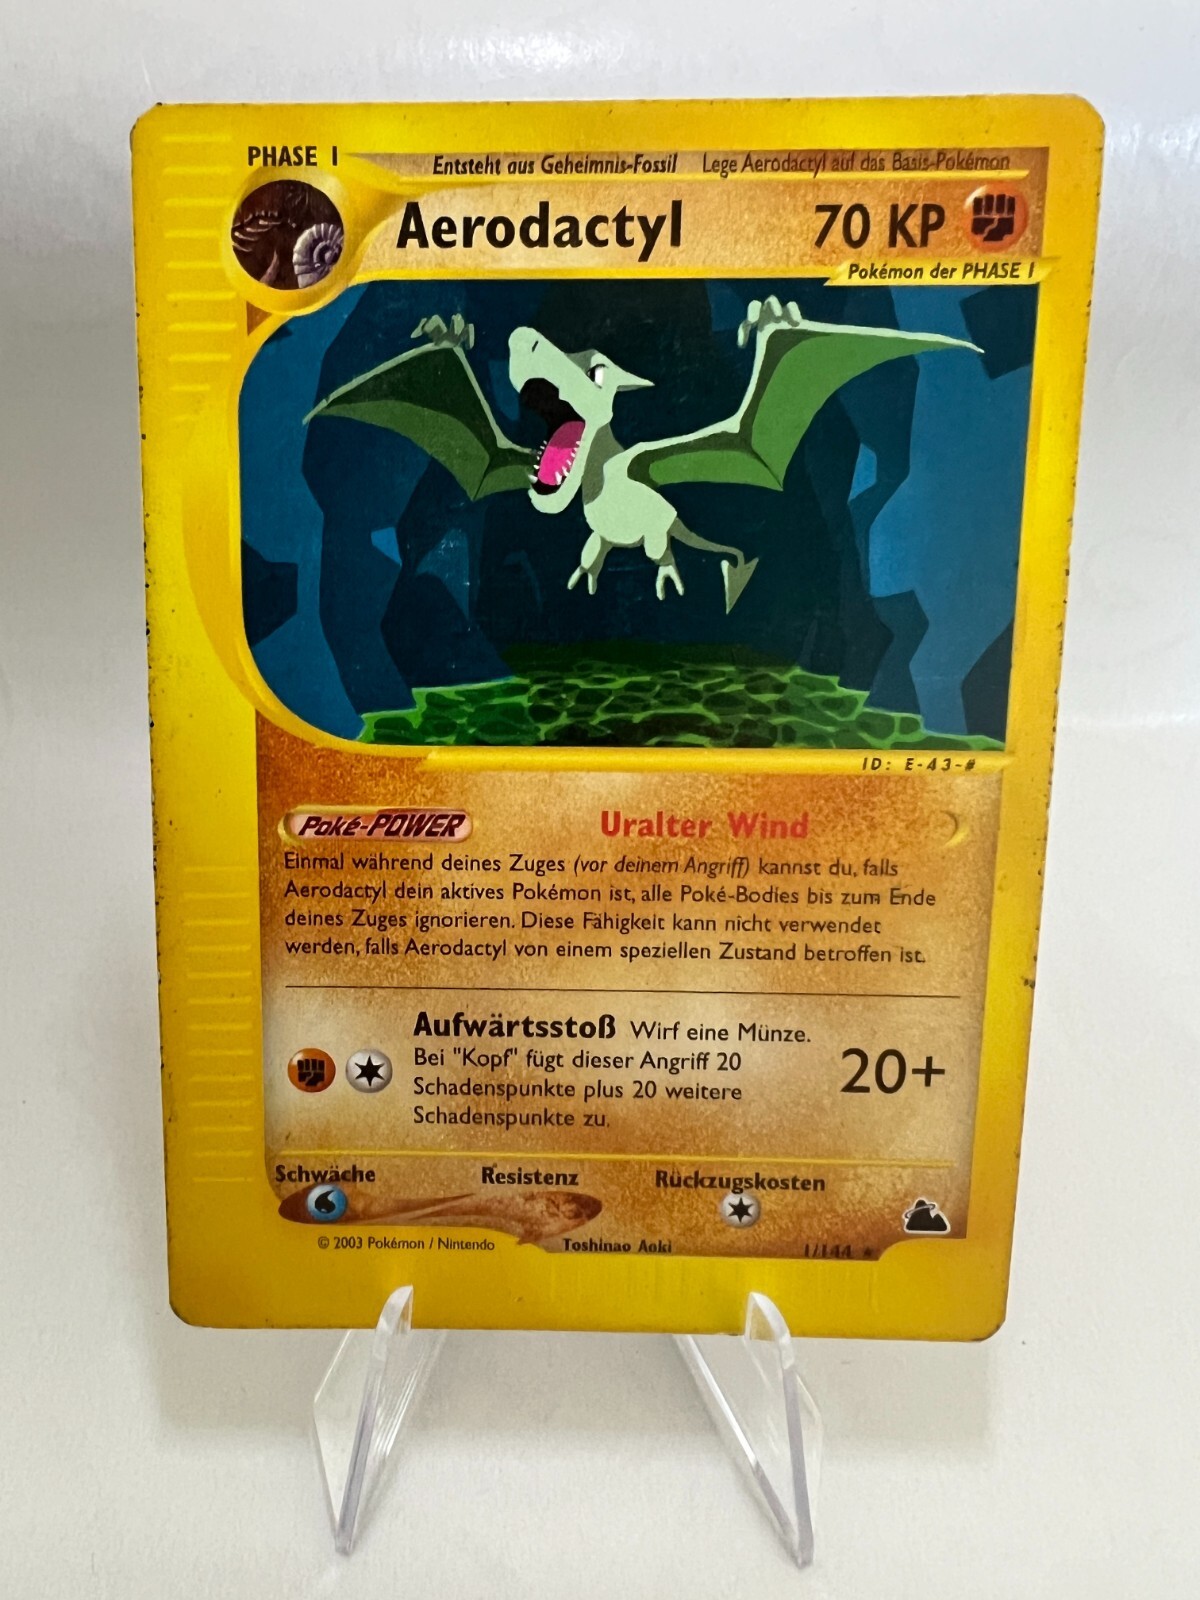 PHASE 1
Entsteht aus Geheimnis-Fossil Lege Aerodactyl auf das Basis-Pokémon
Aerodactyl 70 KP
Pokémon der PHASE 1
ID: E-43-#
Poké-POWER Uralter Wind
Einmal während deines Zuges (vor deinem Angriff) kannst du, falls
Aerodactyl dein aktives Pokémon ist, alle Poké-Bodies bis zum Ende
deines Zuges ignorieren. Diese Fähigkeit kann nicht verwendet
werden, falls Aerodactyl von einem speziellen Zustand betroffen ist.
Aufwärtsstoß Wirf eine Münze.
Bei "Kopf" fügt dieser Angriff 20
Schadenspunkte plus 20 weitere
Schadenspunkte zu.
20+
Schwäche Resistenz Rückzugskosten
© 2003 Pokémon / Nintendo Toshinao Aoki 1/144 ★